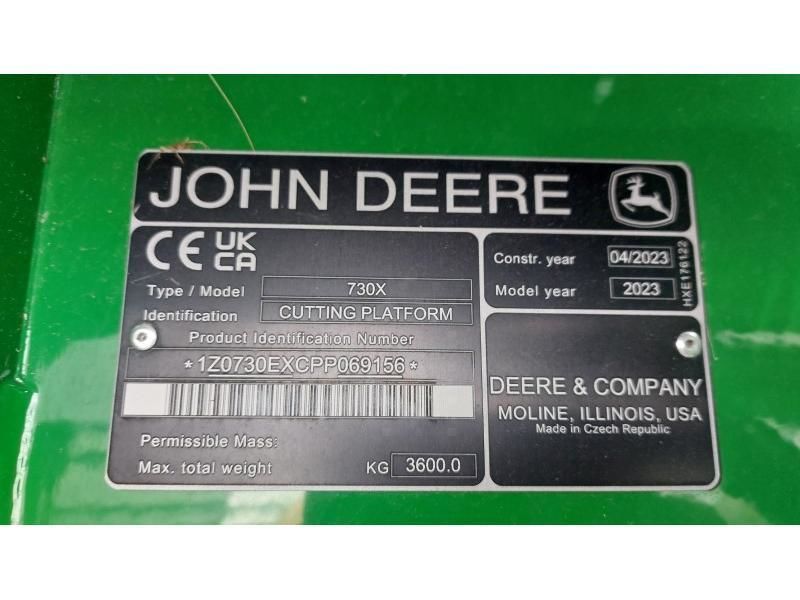 JOHN DEERE
CE UK CA
Type / Model 730X
Identification CUTTING PLATFORM
Product Identification Number
*1Z0730EXCPP069156*
Permissible Mass:
Max. total weight KG 3600.0
Constr. year 04/2023
Model year 2023
HXE176122
DEERE & COMPANY
MOLINE, ILLINOIS, USA
Made in Czech Republic